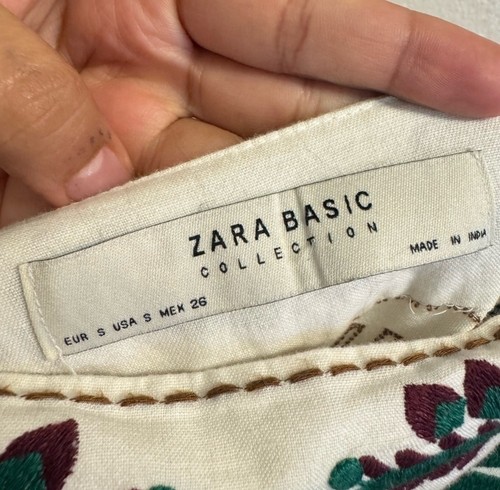 ZARA BASIC
COLLECTION
MADE IN INDIA
EUR S USA S MEX 26